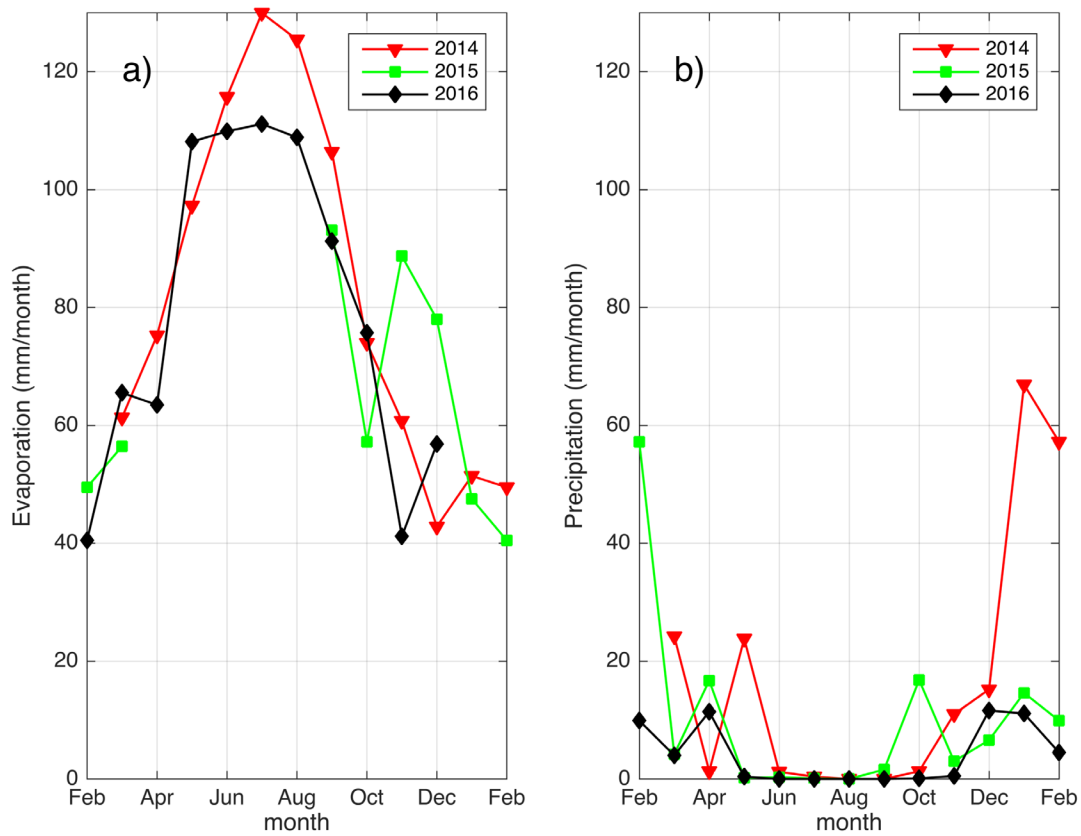 a)
2014
2015
2016
120
100
80
60
40
20
0
Evaporation (mm/month)
Feb Apr Jun Aug Oct Dec Feb
month
b)
2014
2015
2016
120
100
80
60
40
20
0
Precipitation (mm/month)
Feb Apr Jun Aug Oct Dec Feb
month